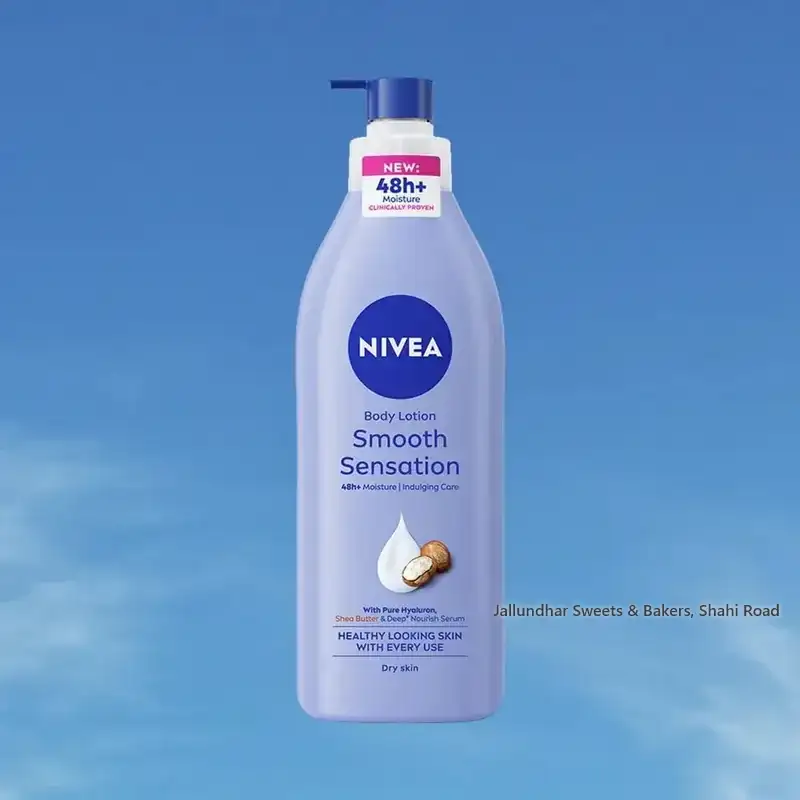 NEW:
48h+
Moisture
CLINICALLY PROVEN
NIVEA
Body Lotion
Smooth
Sensation
48h+ Moisture | Indulging Care
With Pure Hyaluron,
Shea Butter & Deep* Nourish Serum
HEALTHY LOOKING SKIN
WITH EVERY USE
Dry skin
Jallundhar Sweets & Bakers, Shahi Road